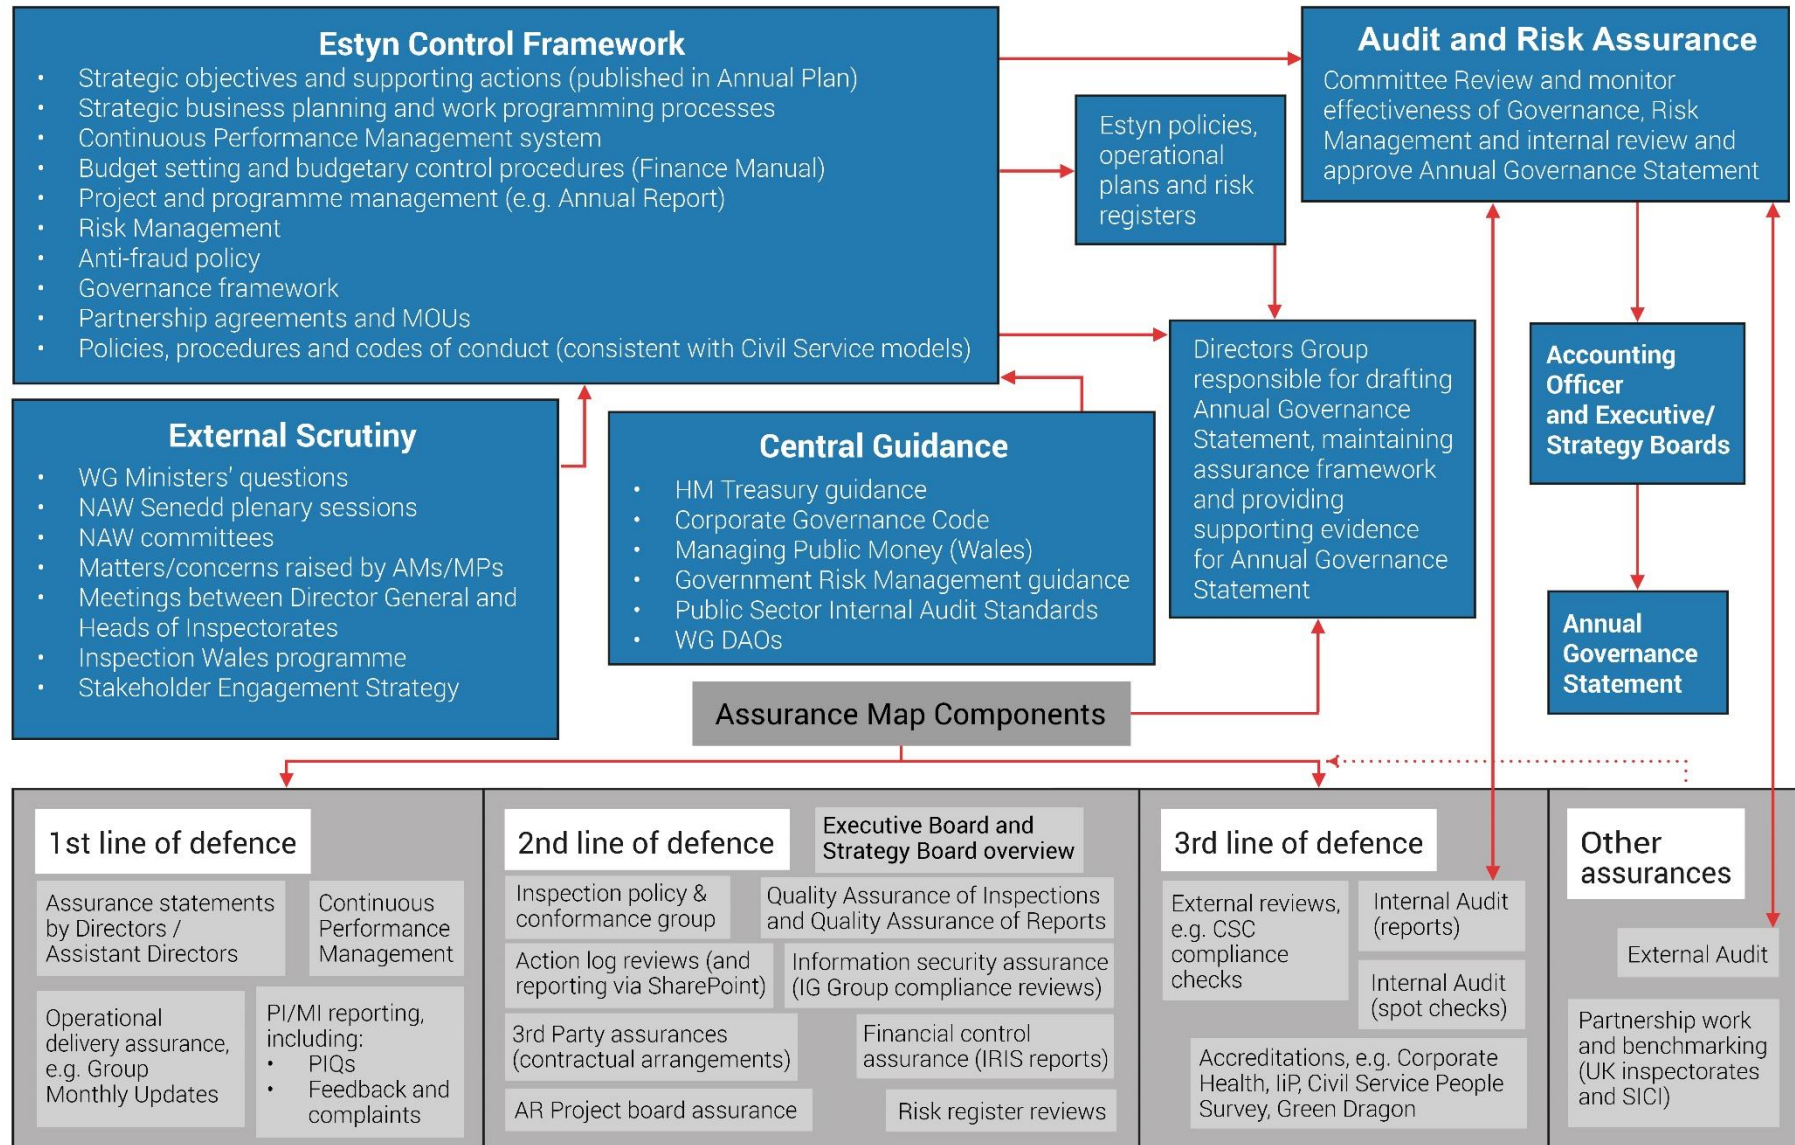 Estyn Control Framework
• Strategic objectives and supporting actions (published in Annual Plan)
• Strategic business planning and work programming processes
• Continuous Performance Management system
• Budget setting and budgetary control procedures (Finance Manual)
• Project and programme management (e.g. Annual Report)
• Risk Management
• Anti-fraud policy
• Governance framework
• Partnership agreements and MOUs
• Policies, procedures and codes of conduct (consistent with Civil Service models)
Estyn policies,
operational
plans and risk
registers
Audit and Risk Assurance
Committee Review and monitor
effectiveness of Governance, Risk
Management and internal review and
approve Annual Governance Statement
External Scrutiny
• WG Ministers' questions
• NAW Senedd plenary sessions
• NAW committees
• Matters/concerns raised by AMs/MPs
• Meetings between Director General and
Heads of Inspectorates
• Inspection Wales programme
• Stakeholder Engagement Strategy
Central Guidance
• HM Treasury guidance
• Corporate Governance Code
• Managing Public Money (Wales)
• Government Risk Management guidance
• Public Sector Internal Audit Standards
• WG DAOs
Directors Group
responsible for drafting
Annual Governance
Statement, maintaining
assurance framework
and providing
supporting evidence
for Annual Governance
Statement
Accounting
Officer
and Executive/
Strategy Boards
Annual
Governance
Statement
Assurance Map Components
1st line of defence
Assurance statements
by Directors /
Assistant Directors
Continuous
Performance
Management
Operational
delivery assurance,
e.g. Group
Monthly Updates
PI/MI reporting,
including:
• PIQs
• Feedback and
complaints
2nd line of defence
Executive Board and
Strategy Board overview
Inspection policy &
conformance group
Quality Assurance of Inspections
and Quality Assurance of Reports
Action log reviews (and
reporting via SharePoint)
Information security assurance
(IG Group compliance reviews)
3rd Party assurances
(contractual arrangements)
Financial control
assurance (IRIS reports)
AR Project board assurance
Risk register reviews
3rd line of defence
External reviews,
e.g. CSC
compliance
checks
Internal Audit
(reports)
Internal Audit
(spot checks)
Accreditations, e.g. Corporate
Health, IiP, Civil Service People
Survey, Green Dragon
Other
assurances
External Audit
Partnership work
and benchmarking
(UK inspectorates
and SICI)